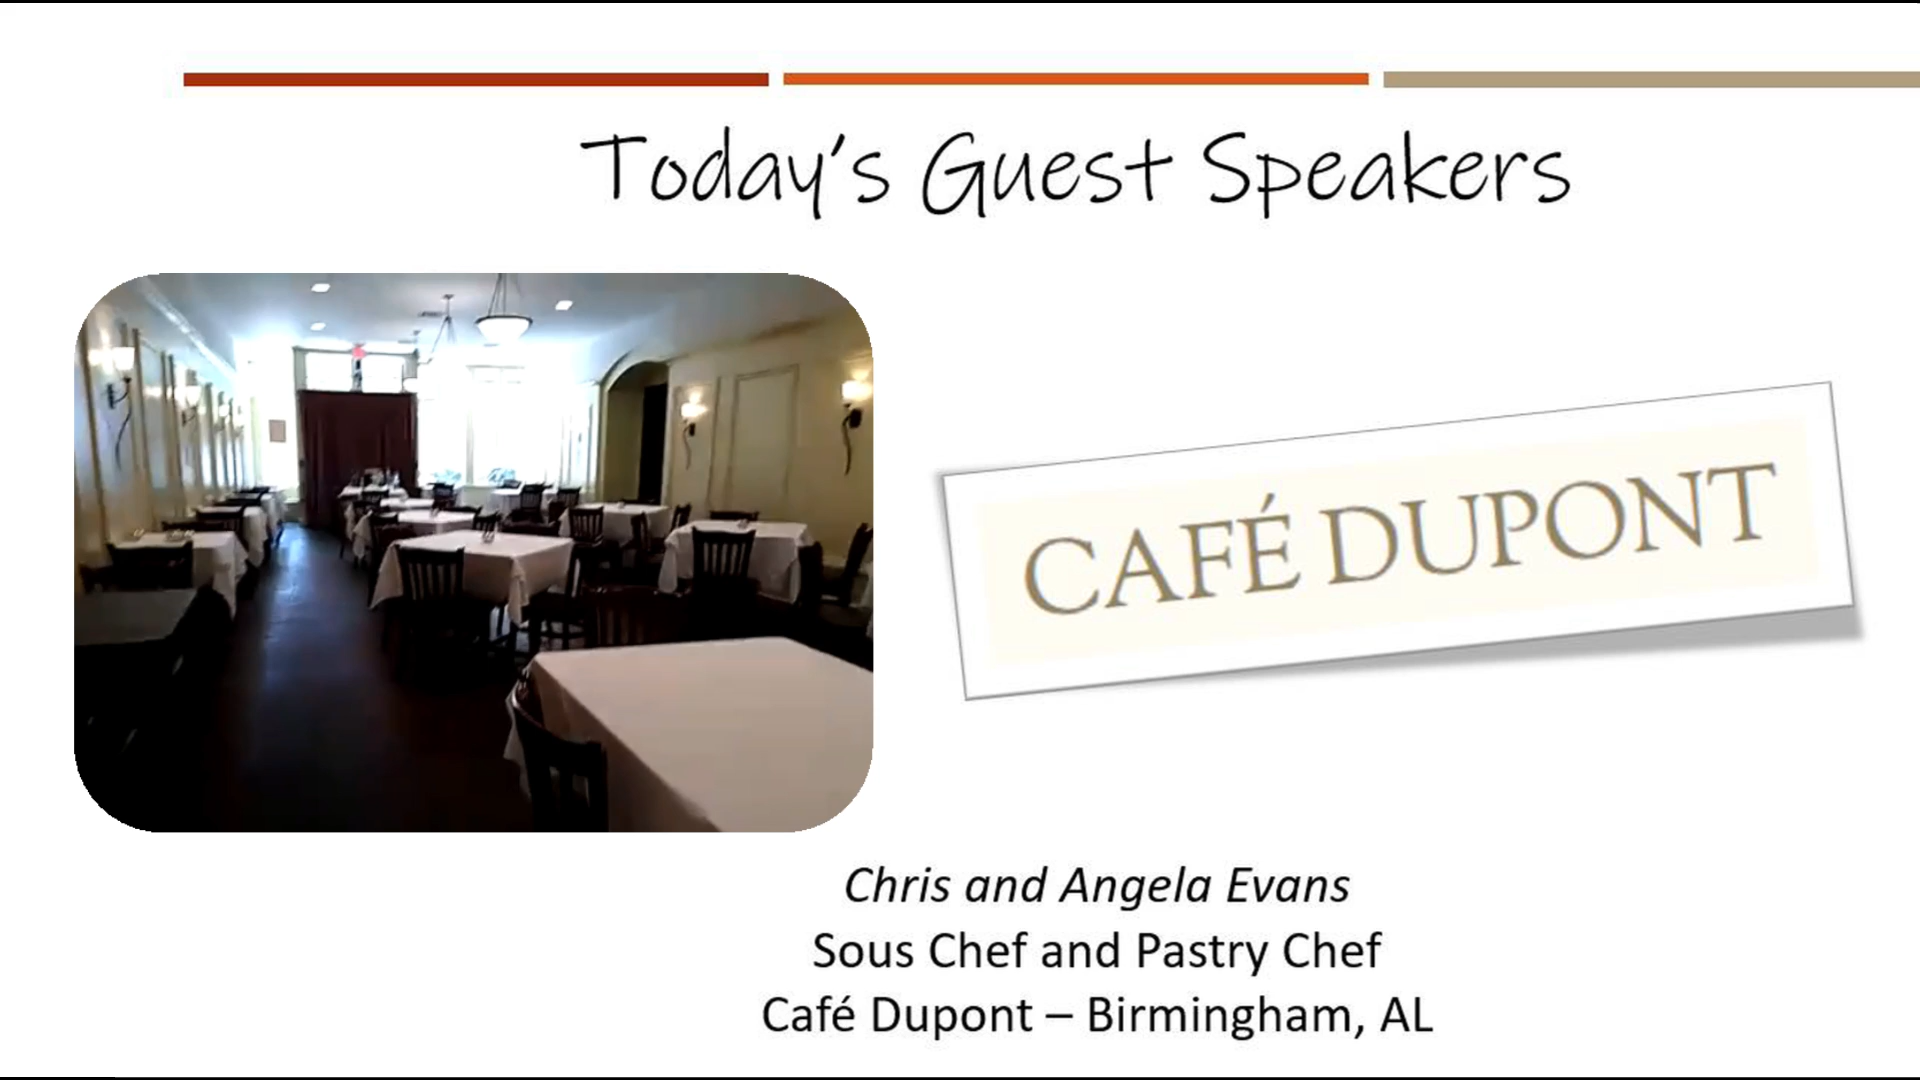 Today's Guest Speakers
CAFÉ DUPONT
Chris and Angela Evans
Sous Chef and Pastry Chef
Café Dupont – Birmingham, AL